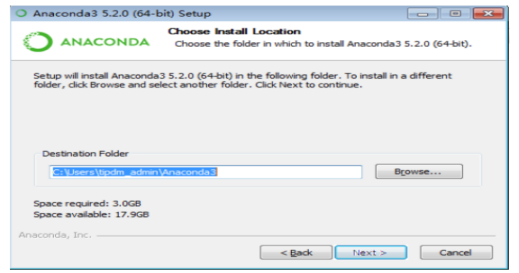 Anaconda3 5.2.0 (64-bit) Setup
ANACONDA
Choose Install Location
Choose the folder in which to install Anaconda3 5.2.0 (64-bit).
Setup will install Anaconda3 5.2.0 (64-bit) in the following folder. To install in a different
folder, click Browse and select another folder. Click Next to continue.
Destination Folder
C:\Users\tipdm_admin\Anaconda3
Browse...
Space required: 3.0GB
Space available: 17.9GB
Anaconda, Inc.
< Back
Next >
Cancel